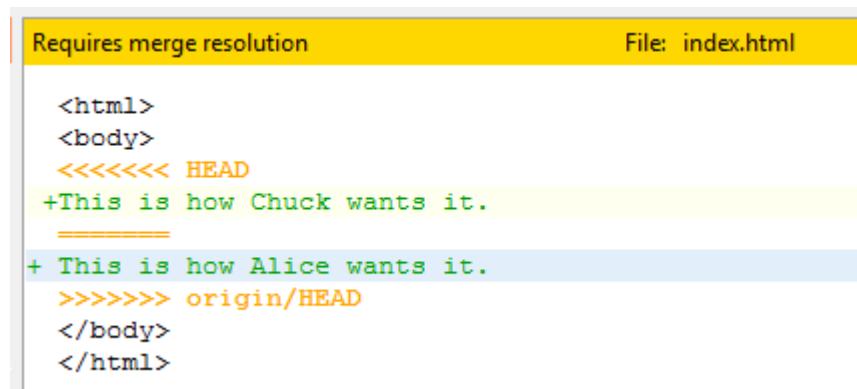 Requires merge resolution File: index.html
<html>
<body>
<<<<<<< HEAD
+This is how Chuck wants it.
=======
+ This is how Alice wants it.
>>>>>>> origin/HEAD
</body>
</html>